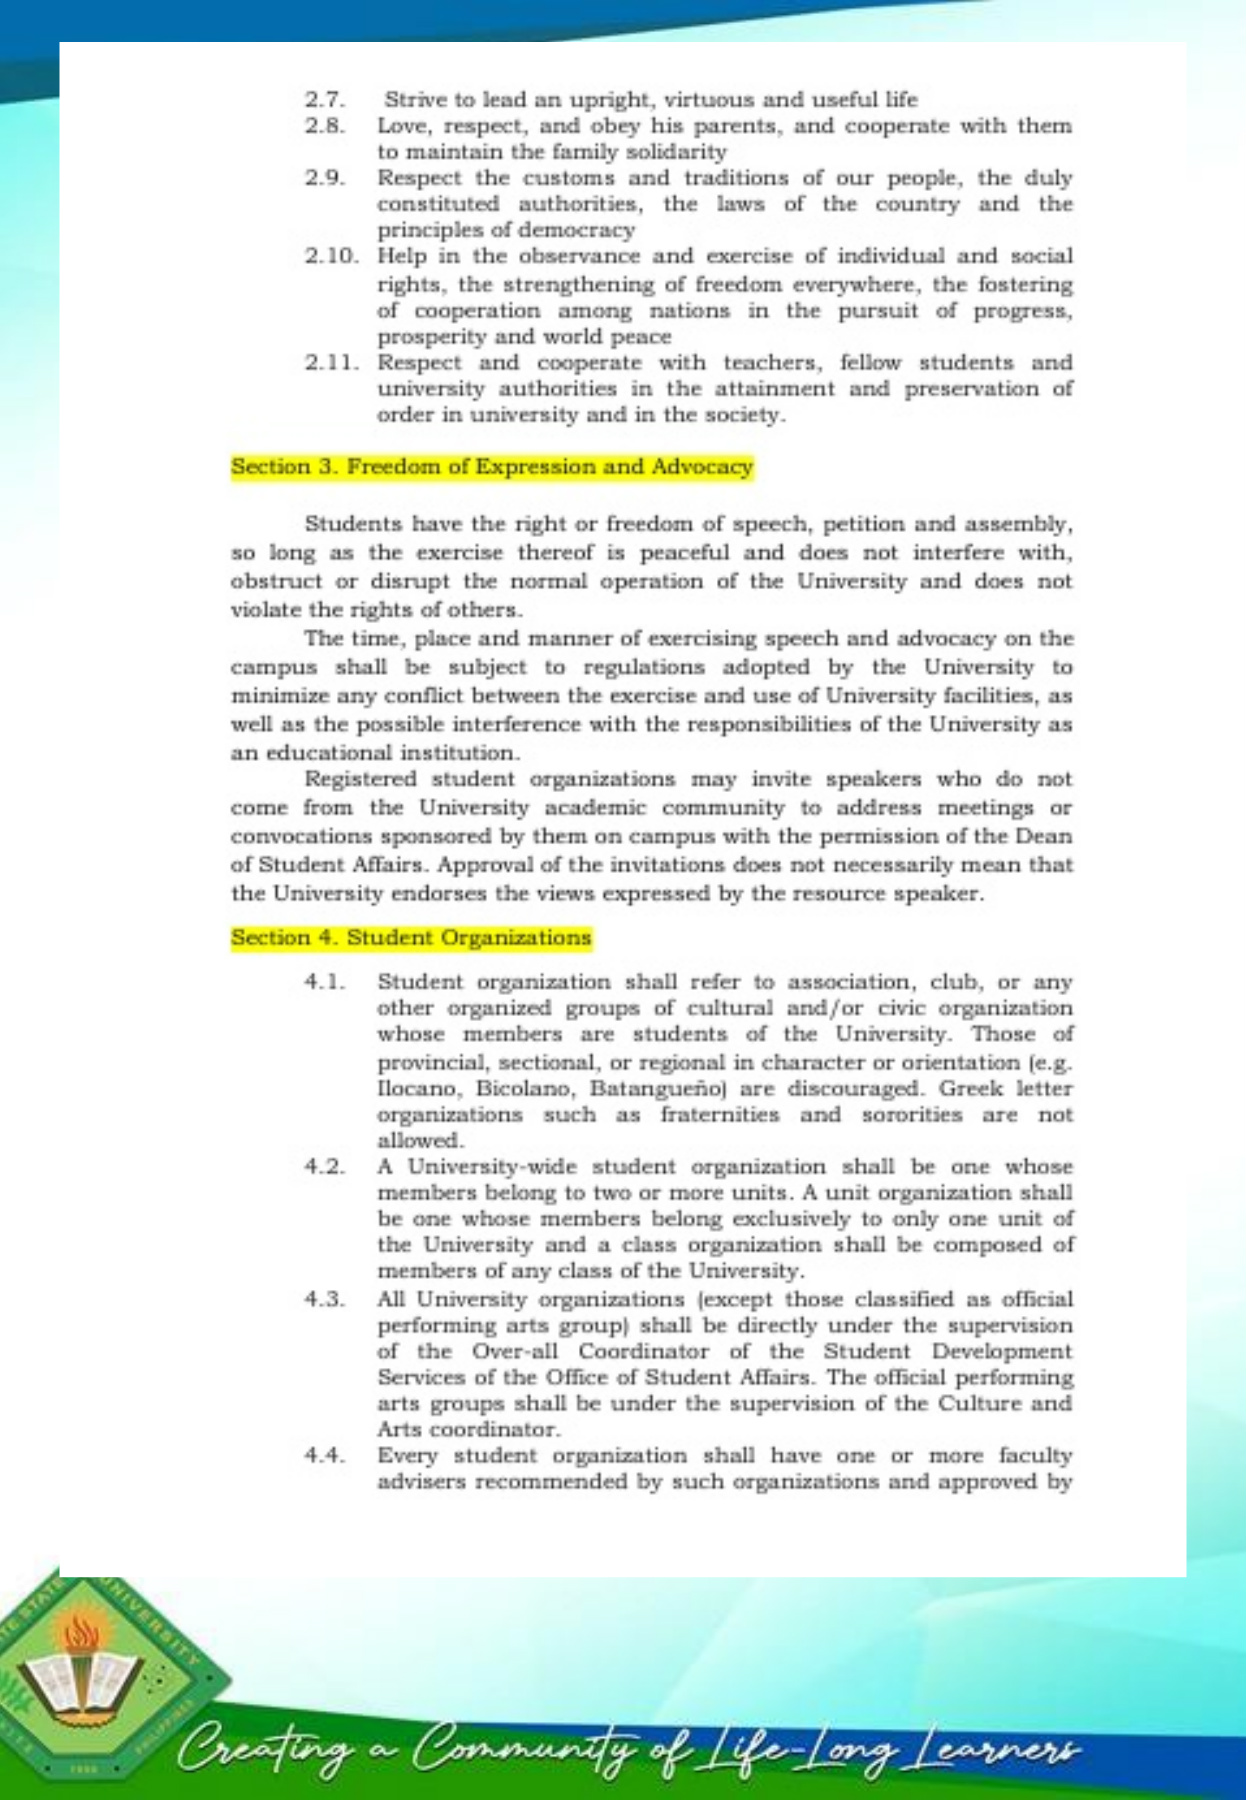 2.7. Strive to lead an upright, virtuous and useful life
2.8. Love, respect, and obey his parents, and cooperate with them
to maintain the family solidarity
2.9. Respect the customs and traditions of our people, the duly
constituted authorities, the laws of the country and the
principles of democracy
2.10. Help in the observance and exercise of individual and social
rights, the strengthening of freedom everywhere, the fostering
of cooperation among nations in the pursuit of progress,
prosperity and world peace
2.11. Respect and cooperate with teachers, fellow students and
university authorities in the attainment and preservation of
order in university and in the society.
Section 3. Freedom of Expression and Advocacy
Students have the right or freedom of speech, petition and assembly,
so long as the exercise thereof is peaceful and does not interfere with,
obstruct or disrupt the normal operation of the University and does not
violate the rights of others.
The time, place and manner of exercising speech and advocacy on the
campus shall be subject to regulations adopted by the University to
minimize any conflict between the exercise and use of University facilities, as
well as the possible interference with the responsibilities of the University as
an educational institution.
Registered student organizations may invite speakers who do not
come from the University academic community to address meetings or
convocations sponsored by them on campus with the permission of the Dean
of Student Affairs. Approval of the invitations does not necessarily mean that
the University endorses the views expressed by the resource speaker.
Section 4. Student Organizations
4.1. Student organization shall refer to association, club, or any
other organized groups of cultural and/or civic organization
whose members are students of the University. Those of
provincial, sectional, or regional in character or orientation (e.g.
Ilocano, Bicolano, Batangueño) are discouraged. Greek letter
organizations such as fraternities and sororities are not
allowed.
4.2. A University-wide student organization shall be one whose
members belong to two or more units. A unit organization shall
be one whose members belong exclusively to only one unit of
the University and a class organization shall be composed of
members of any class of the University.
4.3. All University organizations (except those classified as official
performing arts group) shall be directly under the supervision
of the Over-all Coordinator of the Student Development
Services of the Office of Student Affairs. The official performing
arts groups shall be under the supervision of the Culture and
Arts coordinator.
4.4. Every student organization shall have one or more faculty
advisers recommended by such organizations and approved by
STATE UNIVERSITY
PHILIPPINES
Creating a Community of Life-Long Learners